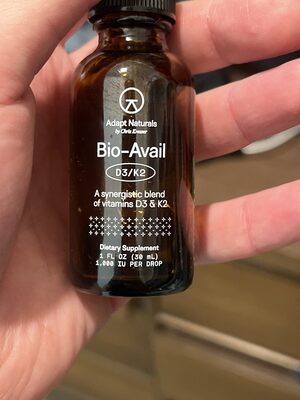 Adapt Naturals
by Chris Kresser
Bio-Avail
D3/K2
A synergistic blend
of vitamins D3 & K2
Dietary Supplement
1 FL OZ (30 mL)
1,000 IU PER DROP